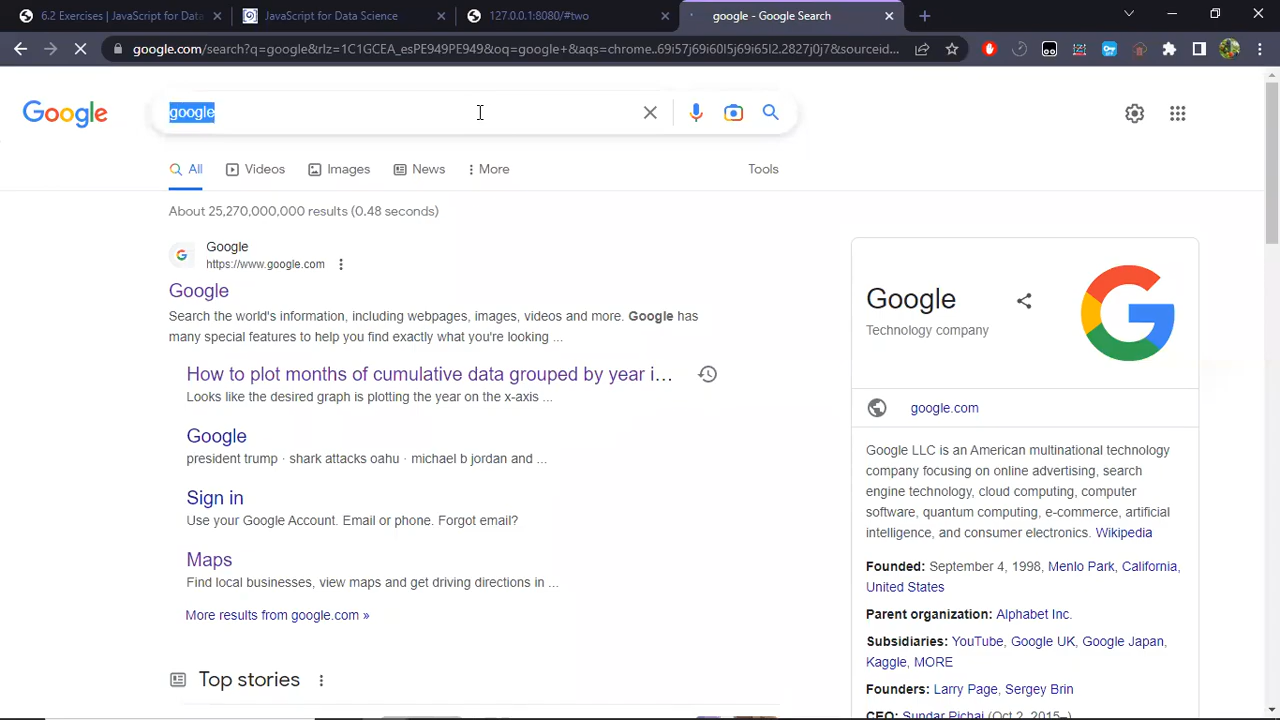 6.2 Exercises | JavaScript for Data
JavaScript for Data Science
127.0.0.1:8080/#two
google - Google Search
google.com/search?q=google&rlz=1C1GCEA_esPE949PE949&oq=google+&aqs=chrome..69i57j69i60l5j69i65l2.2827j0j7&sourceid...
Google
google
All
Videos
Images
News
More
Tools
About 25,270,000,000 results (0.48 seconds)
Google
https://www.google.com
Google
Search the world's information, including webpages, images, videos and more. Google has
many special features to help you find exactly what you're looking ...
How to plot months of cumulative data grouped by year i...
Looks like the desired graph is plotting the year on the x-axis ...
Google
president trump · shark attacks oahu · michael b jordan and ...
Sign in
Use your Google Account. Email or phone. Forgot email?
Maps
Find local businesses, view maps and get driving directions in ...
More results from google.com »
Top stories
Google
Technology company
google.com
Google LLC is an American multinational technology
company focusing on online advertising, search
engine technology, cloud computing, computer
software, quantum computing, e-commerce, artificial
intelligence, and consumer electronics. Wikipedia
Founded: September 4, 1998, Menlo Park, California,
United States
Parent organization: Alphabet Inc.
Subsidiaries: YouTube, Google UK, Google Japan,
Kaggle, MORE
Founders: Larry Page, Sergey Brin
CEO: Sundar Pichai (Oct 2, 2015–)